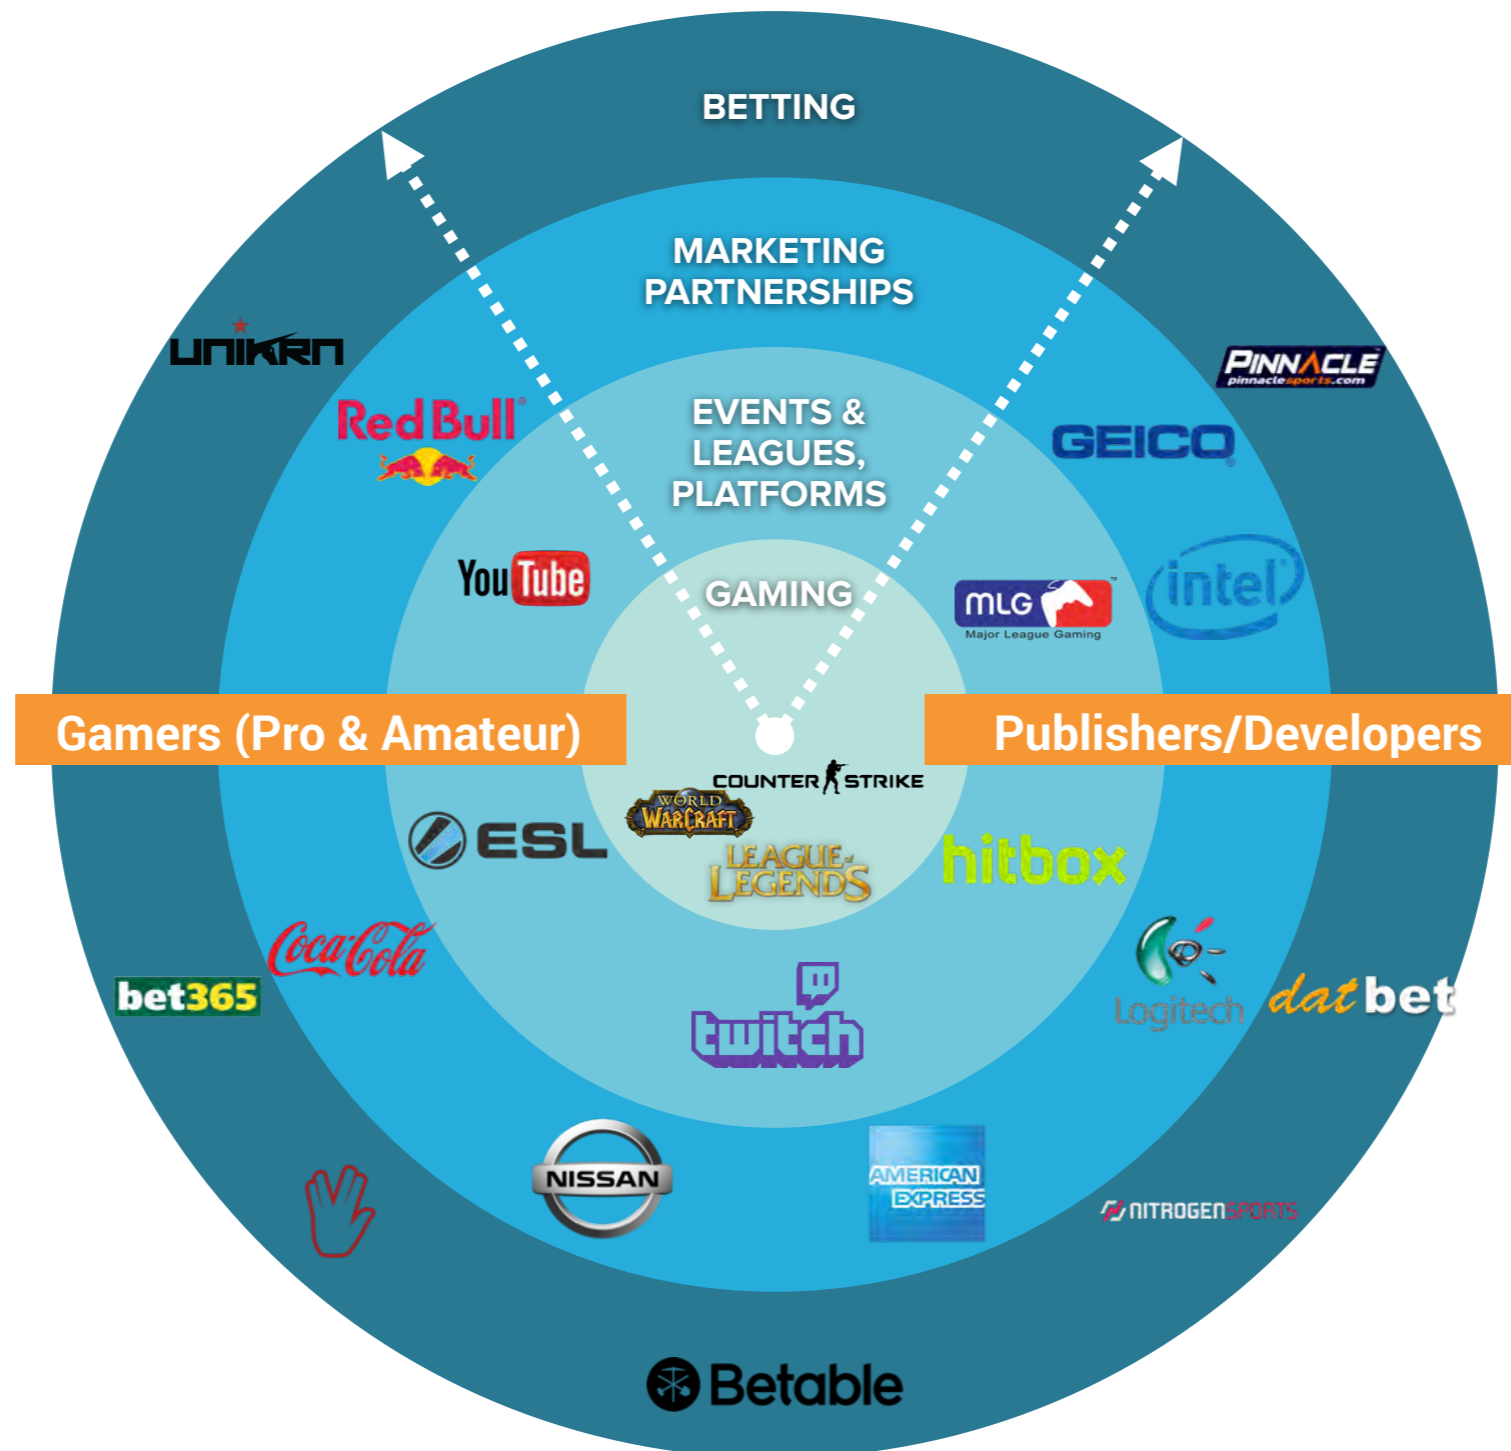 BETTING
MARKETING
PARTNERSHIPS
UNIKRN
PINNACLE
pinnaclesports.com
Red Bull®
EVENTS &
LEAGUES,
PLATFORMS
GEICO®
YouTube
GAMING
intel®
MLG™
Major League Gaming
Gamers (Pro & Amateur)
Publishers/Developers
COUNTER STRIKE
WORLD
of
WARCRAFT
ESL
LEAGUE of
LEGENDS
hitbox
Coca-Cola
bet365
Logitech
datbet
twitch
NISSAN
AMERICAN
EXPRESS
NITROGENSPORTS
Betable